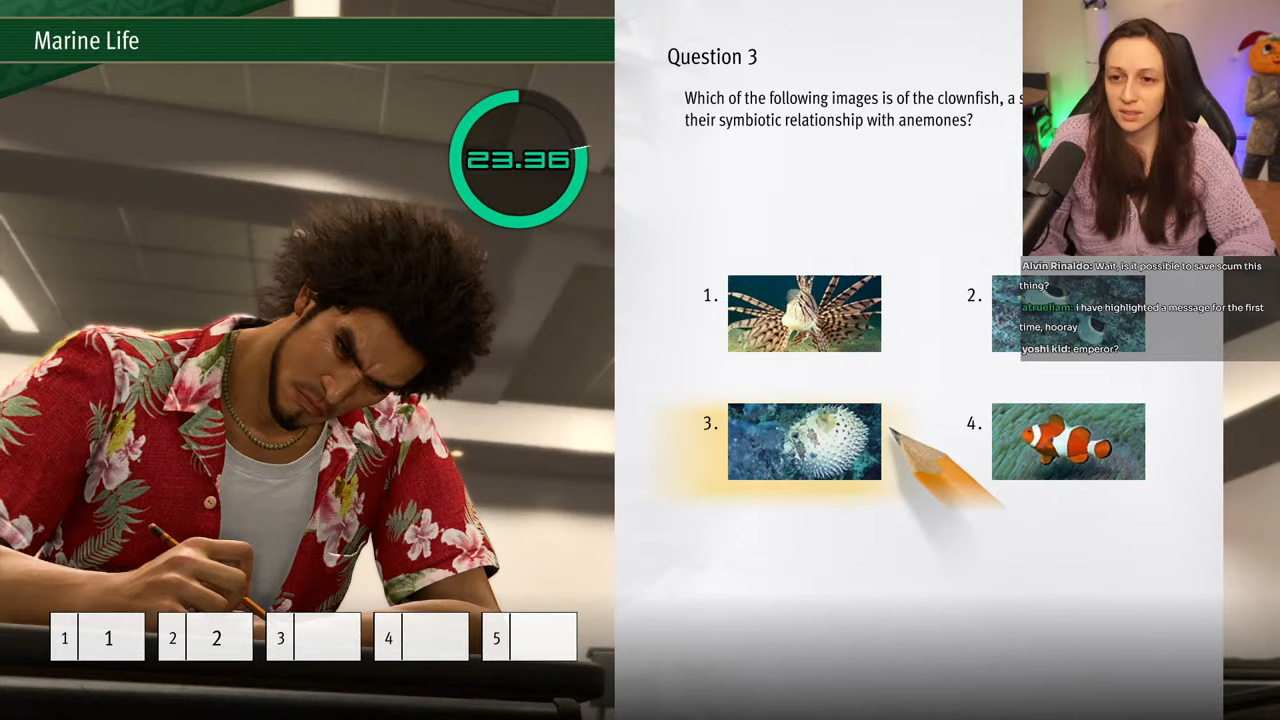 Marine Life
23.36
Question 3
Which of the following images is of the clownfish, a s
their symbiotic relationship with anemones?
1.
2.
3.
4.
Alvin Rinaldo: Wait, is it possible to save scum this
thing?
atrueliam: i have highlighted a message for the first
time, hooray
yoshi kid: emperor?
1 1 2 2 3 4 5